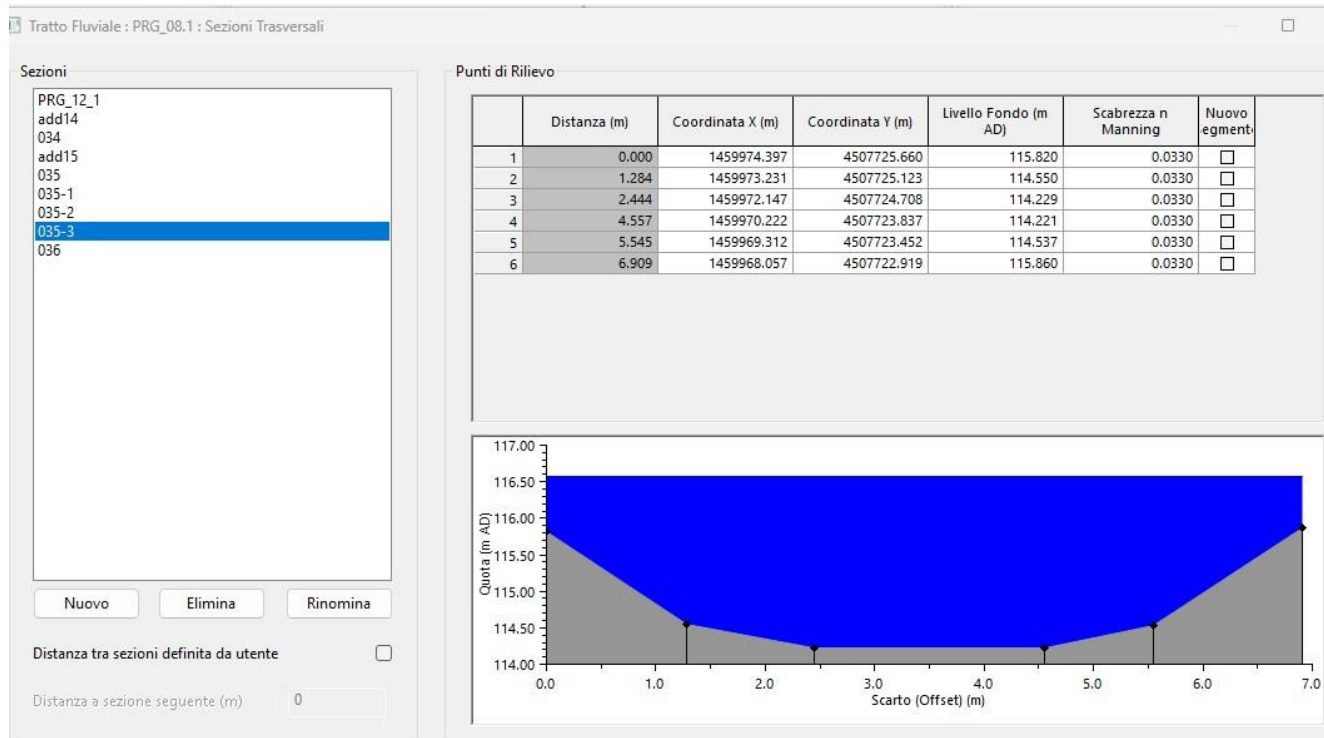 Tratto Fluviale : PRG_08.1 : Sezioni Trasversali
Sezioni
PRG_12_1
add14
034
add15
035
035-1
035-2
035-3
036
Nuovo Elimina Rinomina
Distanza tra sezioni definita da utente
Distanza a sezione seguente (m) 0
Punti di Rilievo
Distanza (m) Coordinata X (m) Coordinata Y (m) Livello Fondo (m AD) Scabrezza n Manning Nuovo egment
1 0.000 1459974.397 4507725.660 115.820 0.0330
2 1.284 1459973.231 4507725.123 114.550 0.0330
3 2.444 1459972.147 4507724.708 114.229 0.0330
4 4.557 1459970.222 4507723.837 114.221 0.0330
5 5.545 1459969.312 4507723.452 114.537 0.0330
6 6.909 1459968.057 4507722.919 115.860 0.0330
Quota (m AD)
117.00
116.50
116.00
115.50
115.00
114.50
114.00
0.0 1.0 2.0 3.0 4.0 5.0 6.0 7.0
Scarto (Offset) (m)